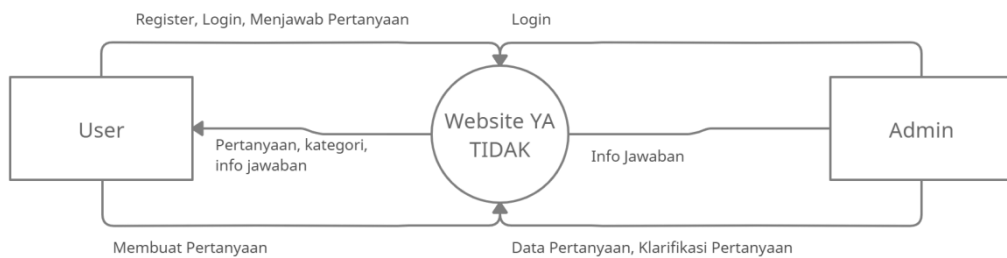 Register, Login, Menjawab Pertanyaan
Login
User
Website YA
TIDAK
Admin
Pertanyaan, kategori,
info jawaban
Info Jawaban
Membuat Pertanyaan
Data Pertanyaan, Klarifikasi Pertanyaan